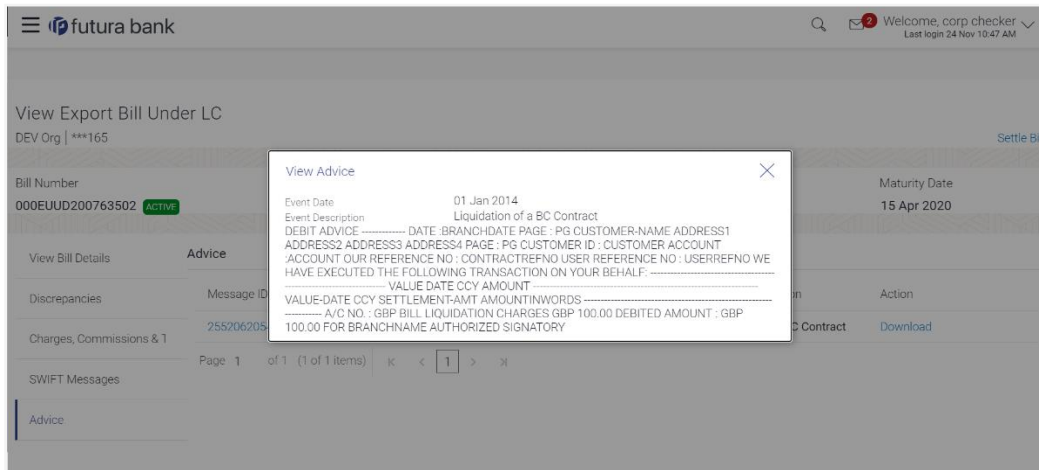 futura bank
2
Welcome, corp checker
Last login 24 Nov 10:47 AM
View Export Bill Under LC
DEV Org | ***165
Settle Bi
Bill Number
000EUUD200763502 ACTIVE
Maturity Date
15 Apr 2020
View Bill Details
Discrepancies
Charges, Commissions & T
SWIFT Messages
Advice
Advice
Message ID
in
Action
255206205
C Contract
Download
Page 1 of 1 (1 of 1 items) 1
View Advice
Event Date 01 Jan 2014
Event Description Liquidation of a BC Contract
DEBIT ADVICE ------------- DATE :BRANCHDATE PAGE : PG CUSTOMER-NAME ADDRESS1
ADDRESS2 ADDRESS3 ADDRESS4 PAGE : PG CUSTOMER ID : CUSTOMER ACCOUNT
:ACCOUNT OUR REFERENCE NO : CONTRACTREFNO USER REFERENCE NO : USERREFNO WE
HAVE EXECUTED THE FOLLOWING TRANSACTION ON YOUR BEHALF: -------------------------------------
------------------------------ VALUE DATE CCY AMOUNT -------------------------------------------------------------------
VALUE-DATE CCY SETTLEMENT-AMT AMOUNTINWORDS --------------------------------------------------------
---------- A/C NO. : GBP BILL LIQUIDATION CHARGES GBP 100.00 DEBITED AMOUNT : GBP
100.00 FOR BRANCHNAME AUTHORIZED SIGNATORY